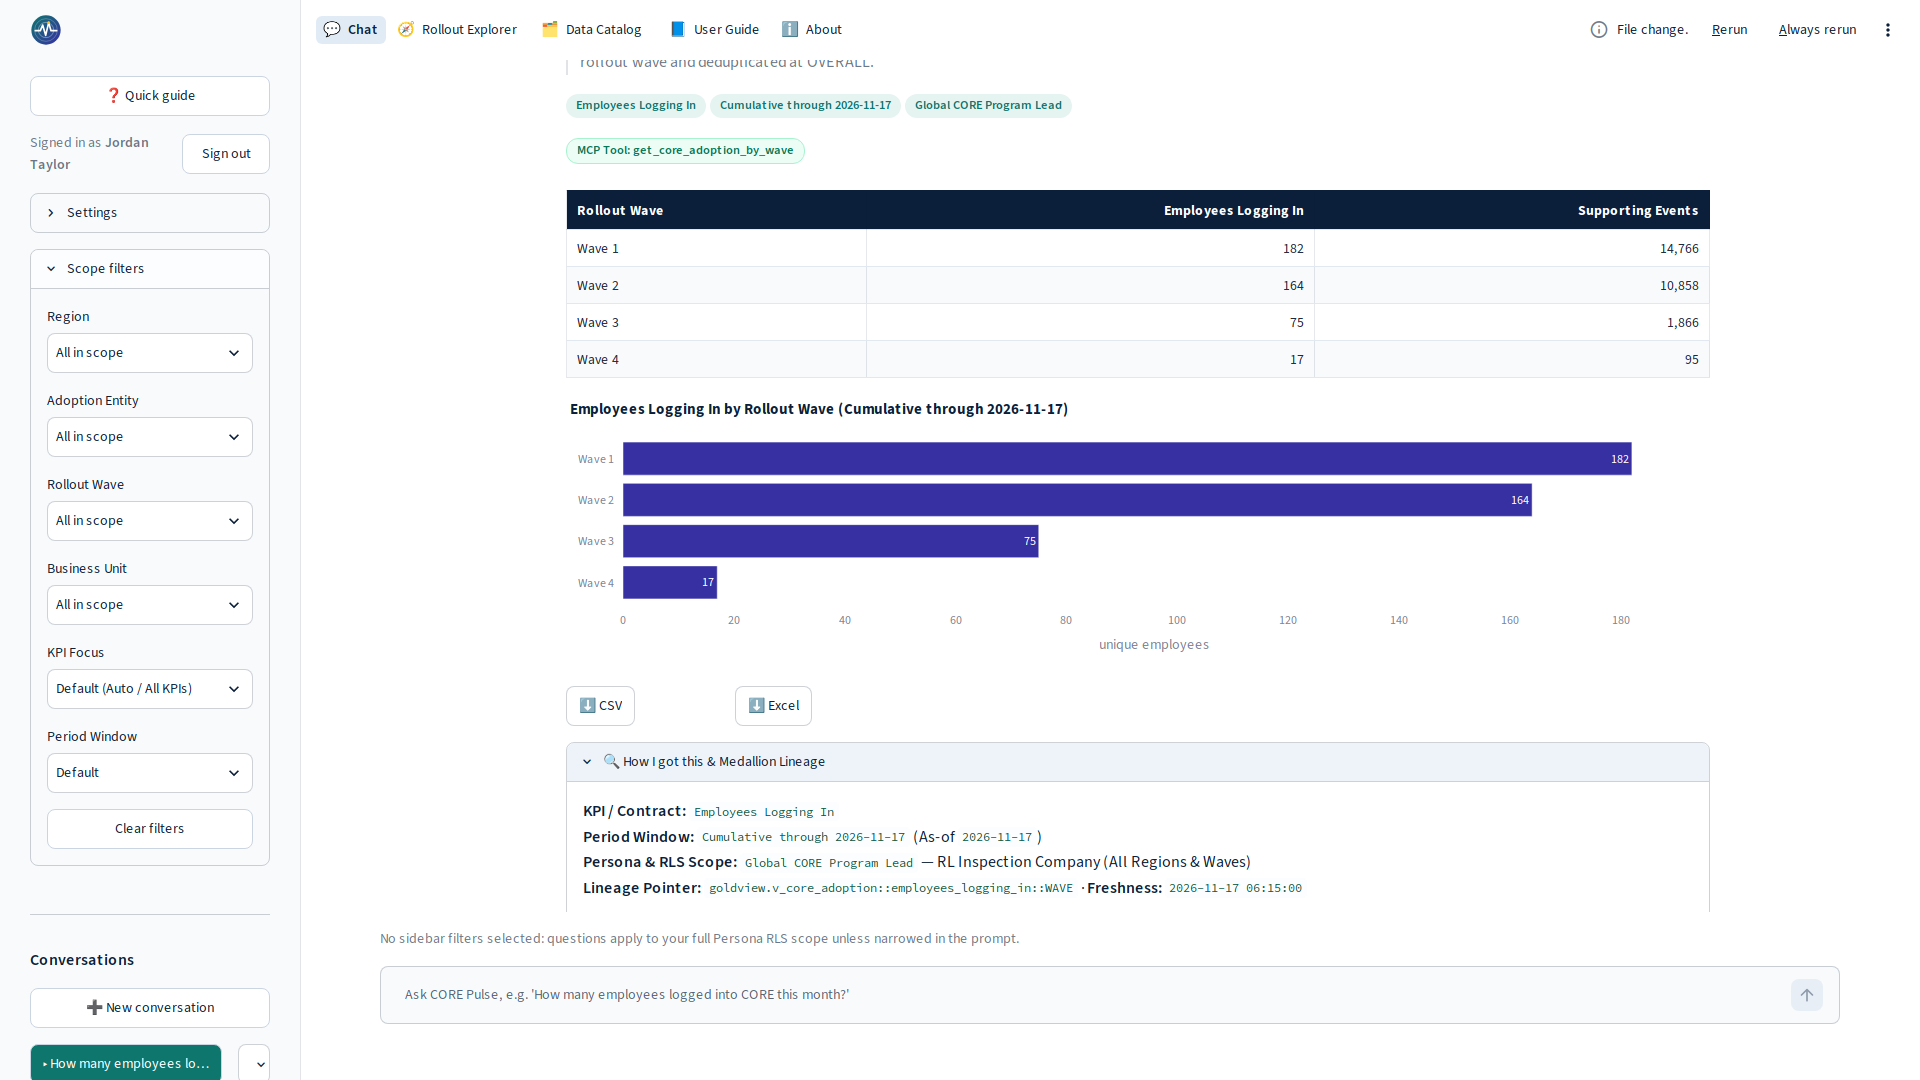 ❓ Quick guide
Signed in as Jordan
Taylor
Sign out
Settings
Scope filters
Region
All in scope
Adoption Entity
All in scope
Rollout Wave
All in scope
Business Unit
All in scope
KPI Focus
Default (Auto / All KPIs)
Period Window
Default
Clear filters
Conversations
➕ New conversation
How many employees lo…
💬 Chat
🧭 Rollout Explorer
🗂️ Data Catalog
📘 User Guide
ℹ️ About
File change.
Rerun
Always rerun
rollout wave and deduplicated at OVERALL.
Employees Logging In
Cumulative through 2026-11-17
Global CORE Program Lead
MCP Tool: get_core_adoption_by_wave
Rollout Wave Employees Logging In Supporting Events
Wave 1 182 14,766
Wave 2 164 10,858
Wave 3 75 1,866
Wave 4 17 95
Employees Logging In by Rollout Wave (Cumulative through 2026-11-17)
Wave 1 182
Wave 2 164
Wave 3 75
Wave 4 17
0 20 40 60 80 100 120 140 160 180
unique employees
⬇️ CSV
⬇️ Excel
🔍 How I got this & Medallion Lineage
KPI / Contract: Employees Logging In
Period Window: Cumulative through 2026-11-17 (As-of 2026-11-17 )
Persona & RLS Scope: Global CORE Program Lead — RL Inspection Company (All Regions & Waves)
Lineage Pointer: goldview.v_core_adoption::employees_logging_in::WAVE · Freshness: 2026-11-17 06:15:00
No sidebar filters selected: questions apply to your full Persona RLS scope unless narrowed in the prompt.
Ask CORE Pulse, e.g. 'How many employees logged into CORE this month?'